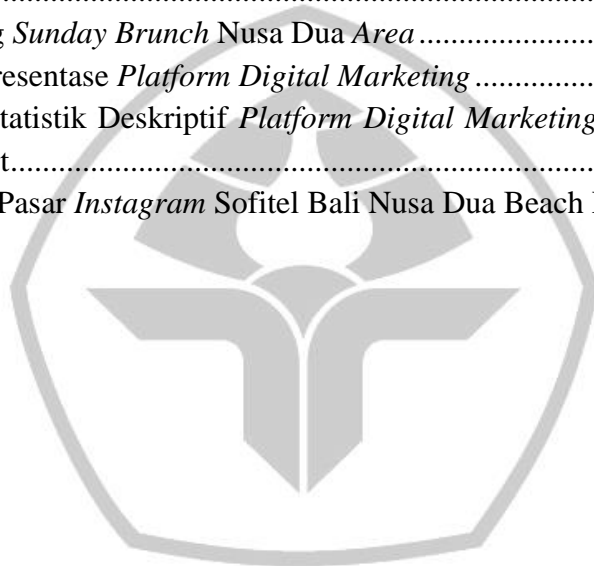 ........................................................................
Sunday Brunch Nusa Dua Area........................
resentase Platform Digital Marketing................
tatistik Deskriptif Platform Digital Marketing
t........................................................................
Pasar Instagram Sofitel Bali Nusa Dua Beach